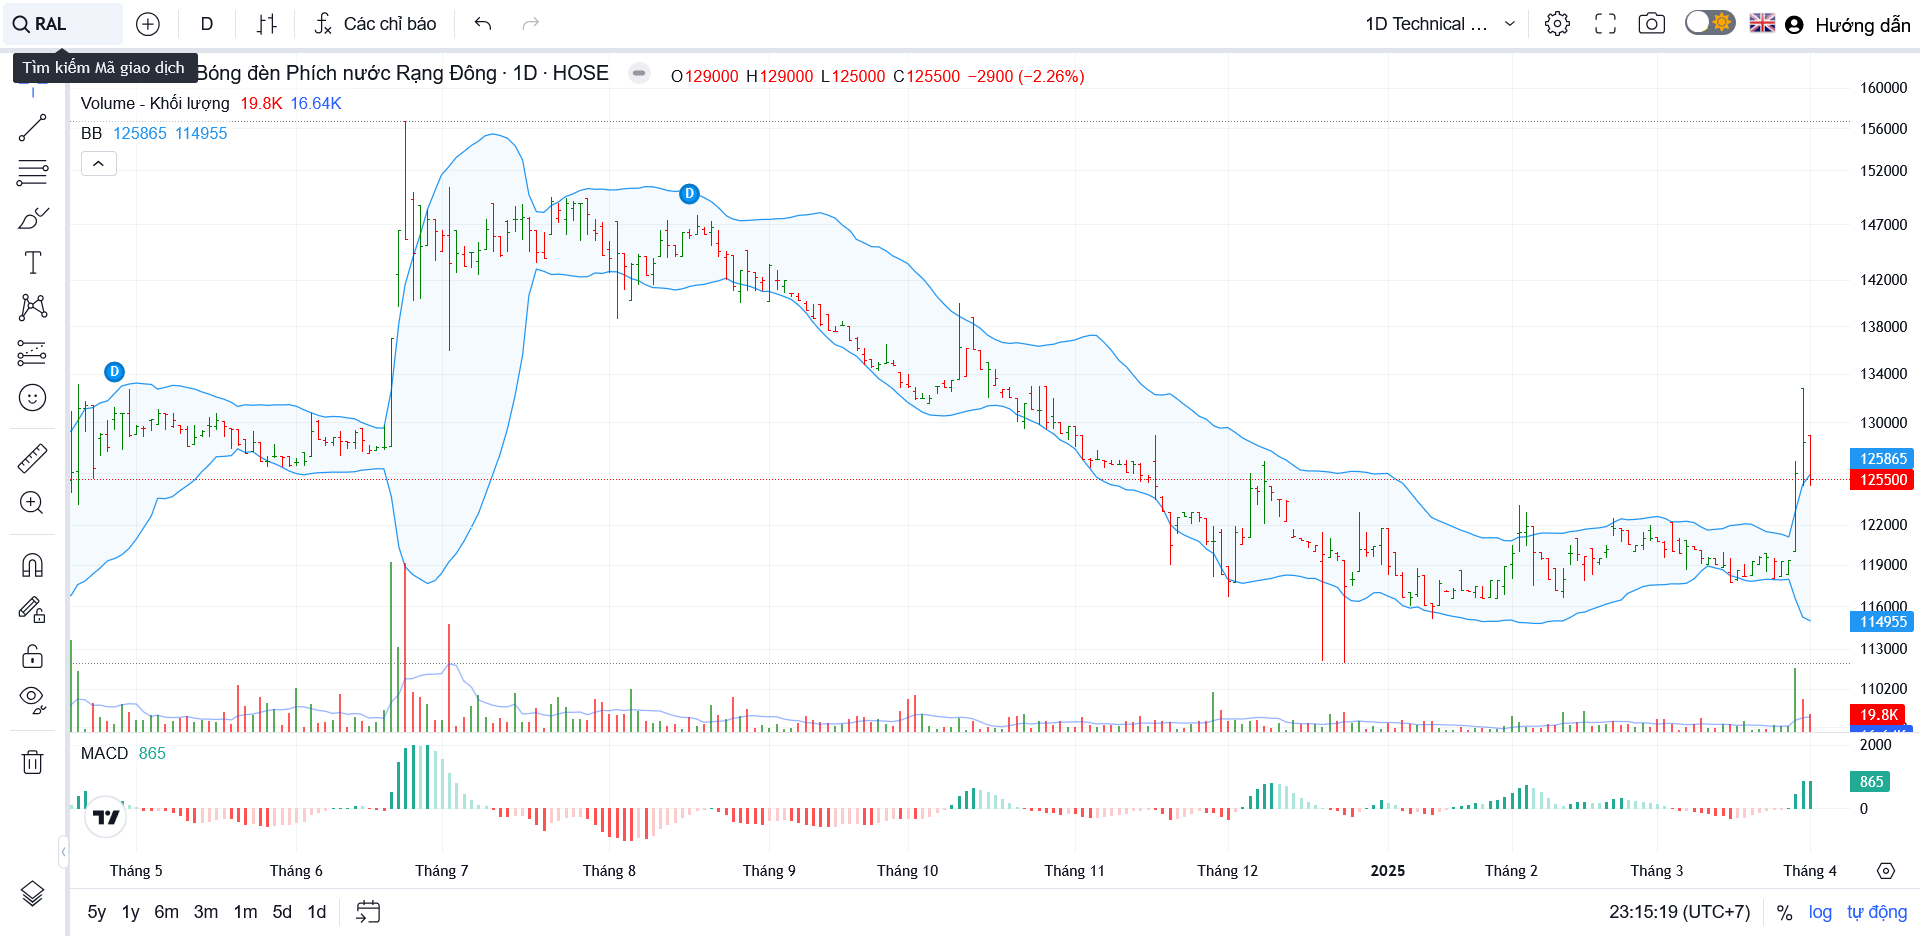 RAL
D
Các chỉ báo
1D Technical ...
Hướng dẫn
Tìm kiếm Mã giao dịch
Bóng đèn Phích nước Rạng Đông · 1D · HOSE
O129000 H129000 L125000 C125500 −2900 (−2.26%)
Volume - Khối lượng 19.8K 16.64K
BB 125865 114955
D
D
160000
156000
152000
147000
142000
138000
134000
130000
125865
125500
122000
119000
116000
114955
113000
110200
19.8K
MACD 865
2000
865
0
Tháng 5
Tháng 6
Tháng 7
Tháng 8
Tháng 9
Tháng 10
Tháng 11
Tháng 12
2025
Tháng 2
Tháng 3
Tháng 4
5y 1y 6m 3m 1m 5d 1d
23:15:19 (UTC+7)
% log tự động